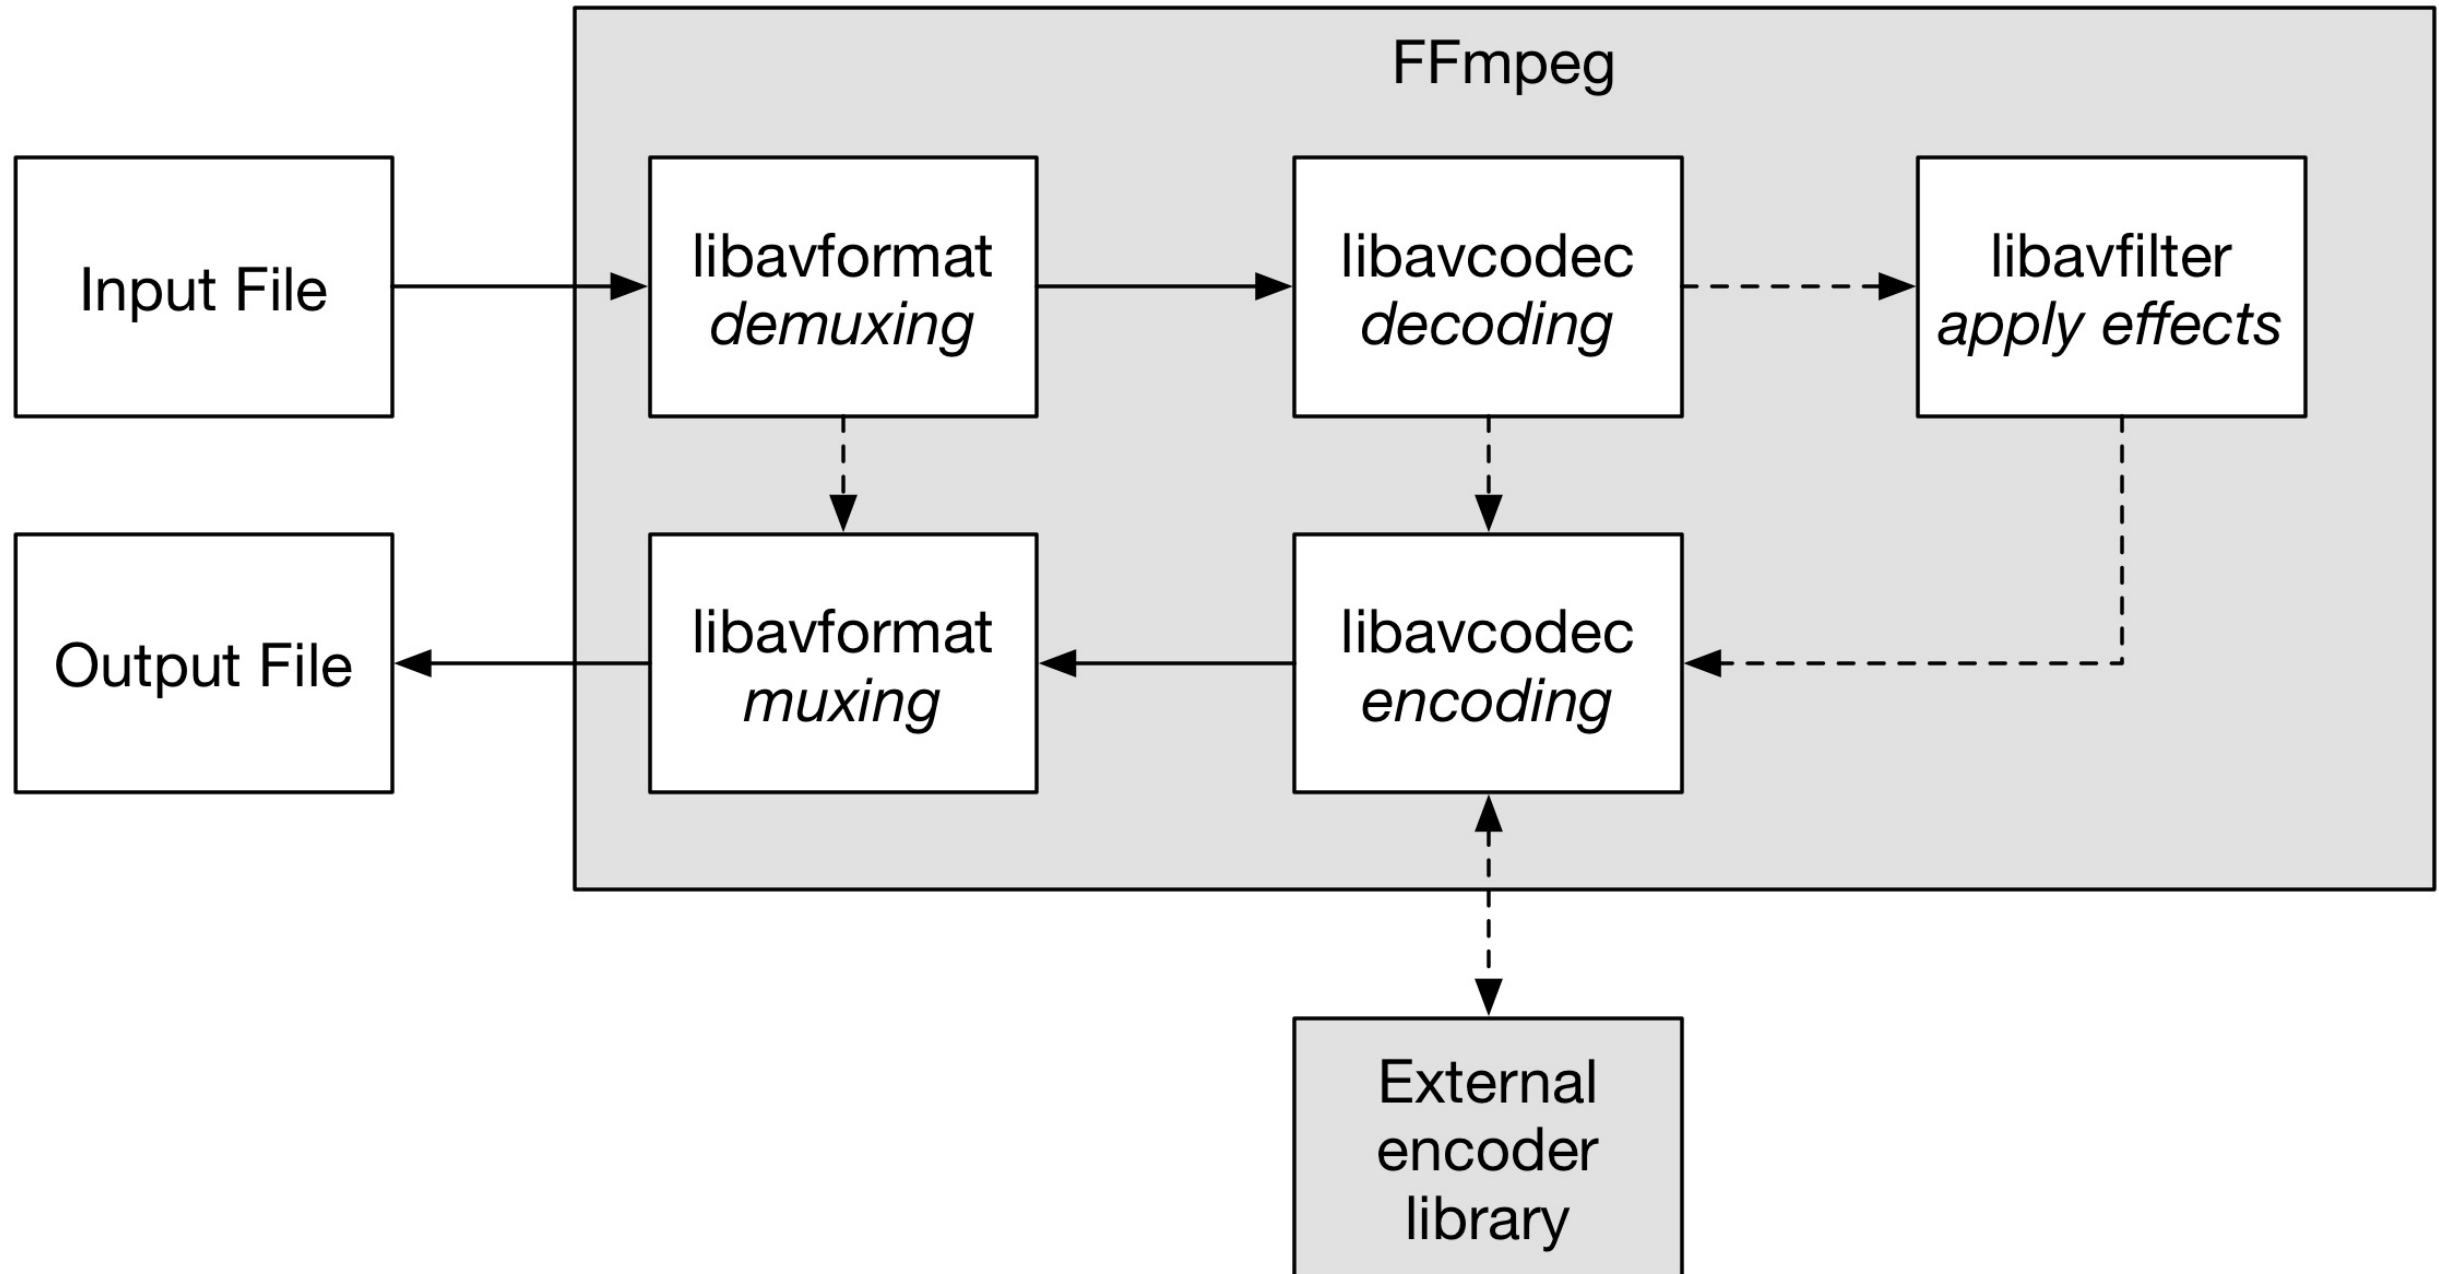 FFmpeg
Input File
libavformat
demuxing
libavcodec
decoding
libavfilter
apply effects
Output File
libavformat
muxing
libavcodec
encoding
External
encoder
library